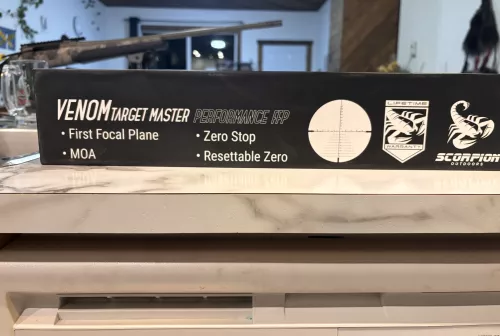 VENOM TARGET MASTER PERFORMANCE FFP
• First Focal Plane
• MOA
• Zero Stop
• Resettable Zero
LIFETIME
WARRANTY
SCORPION
OUTDOORS